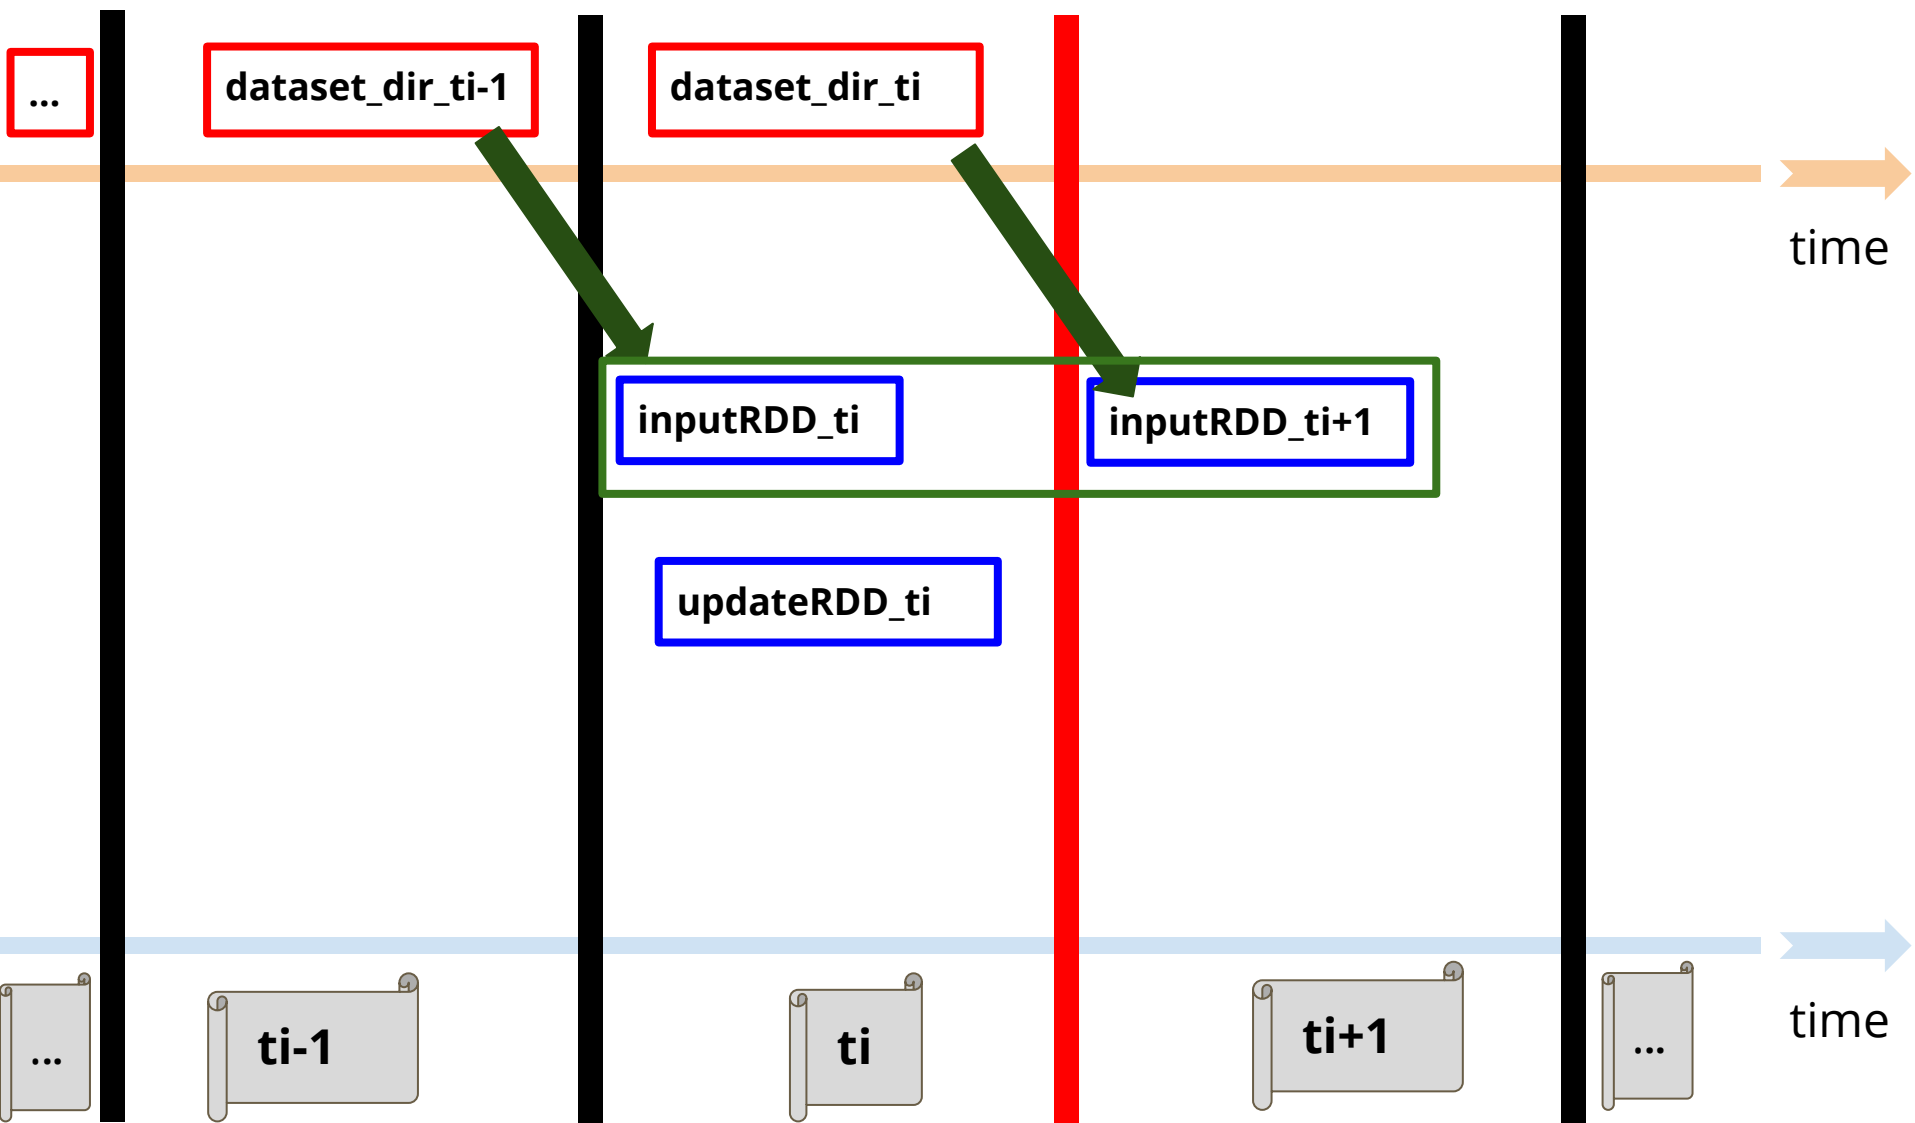 ...
dataset_dir_ti-1
dataset_dir_ti
time
inputRDD_ti
inputRDD_ti+1
updateRDD_ti
time
...
ti-1
ti
ti+1
...